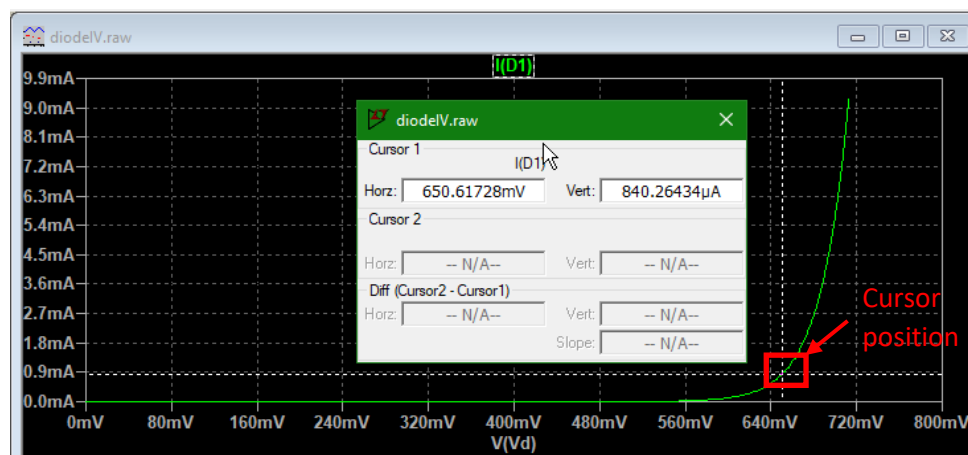 diodeIV.raw
I(D1)
9.9mA
9.0mA
8.1mA
7.2mA
6.3mA
5.4mA
4.5mA
3.6mA
2.7mA
1.8mA
0.9mA
0.0mA
diodeIV.raw
Cursor 1
I(D1)
Horz: 650.61728mV Vert: 840.26434µA
Cursor 2
Horz: -- N/A-- Vert: -- N/A--
Diff (Cursor2 - Cursor1)
Horz: -- N/A-- Vert: -- N/A--
Slope: -- N/A--
Cursor
position
0mV 80mV 160mV 240mV 320mV 400mV 480mV 560mV 640mV 720mV 800mV
V(Vd)